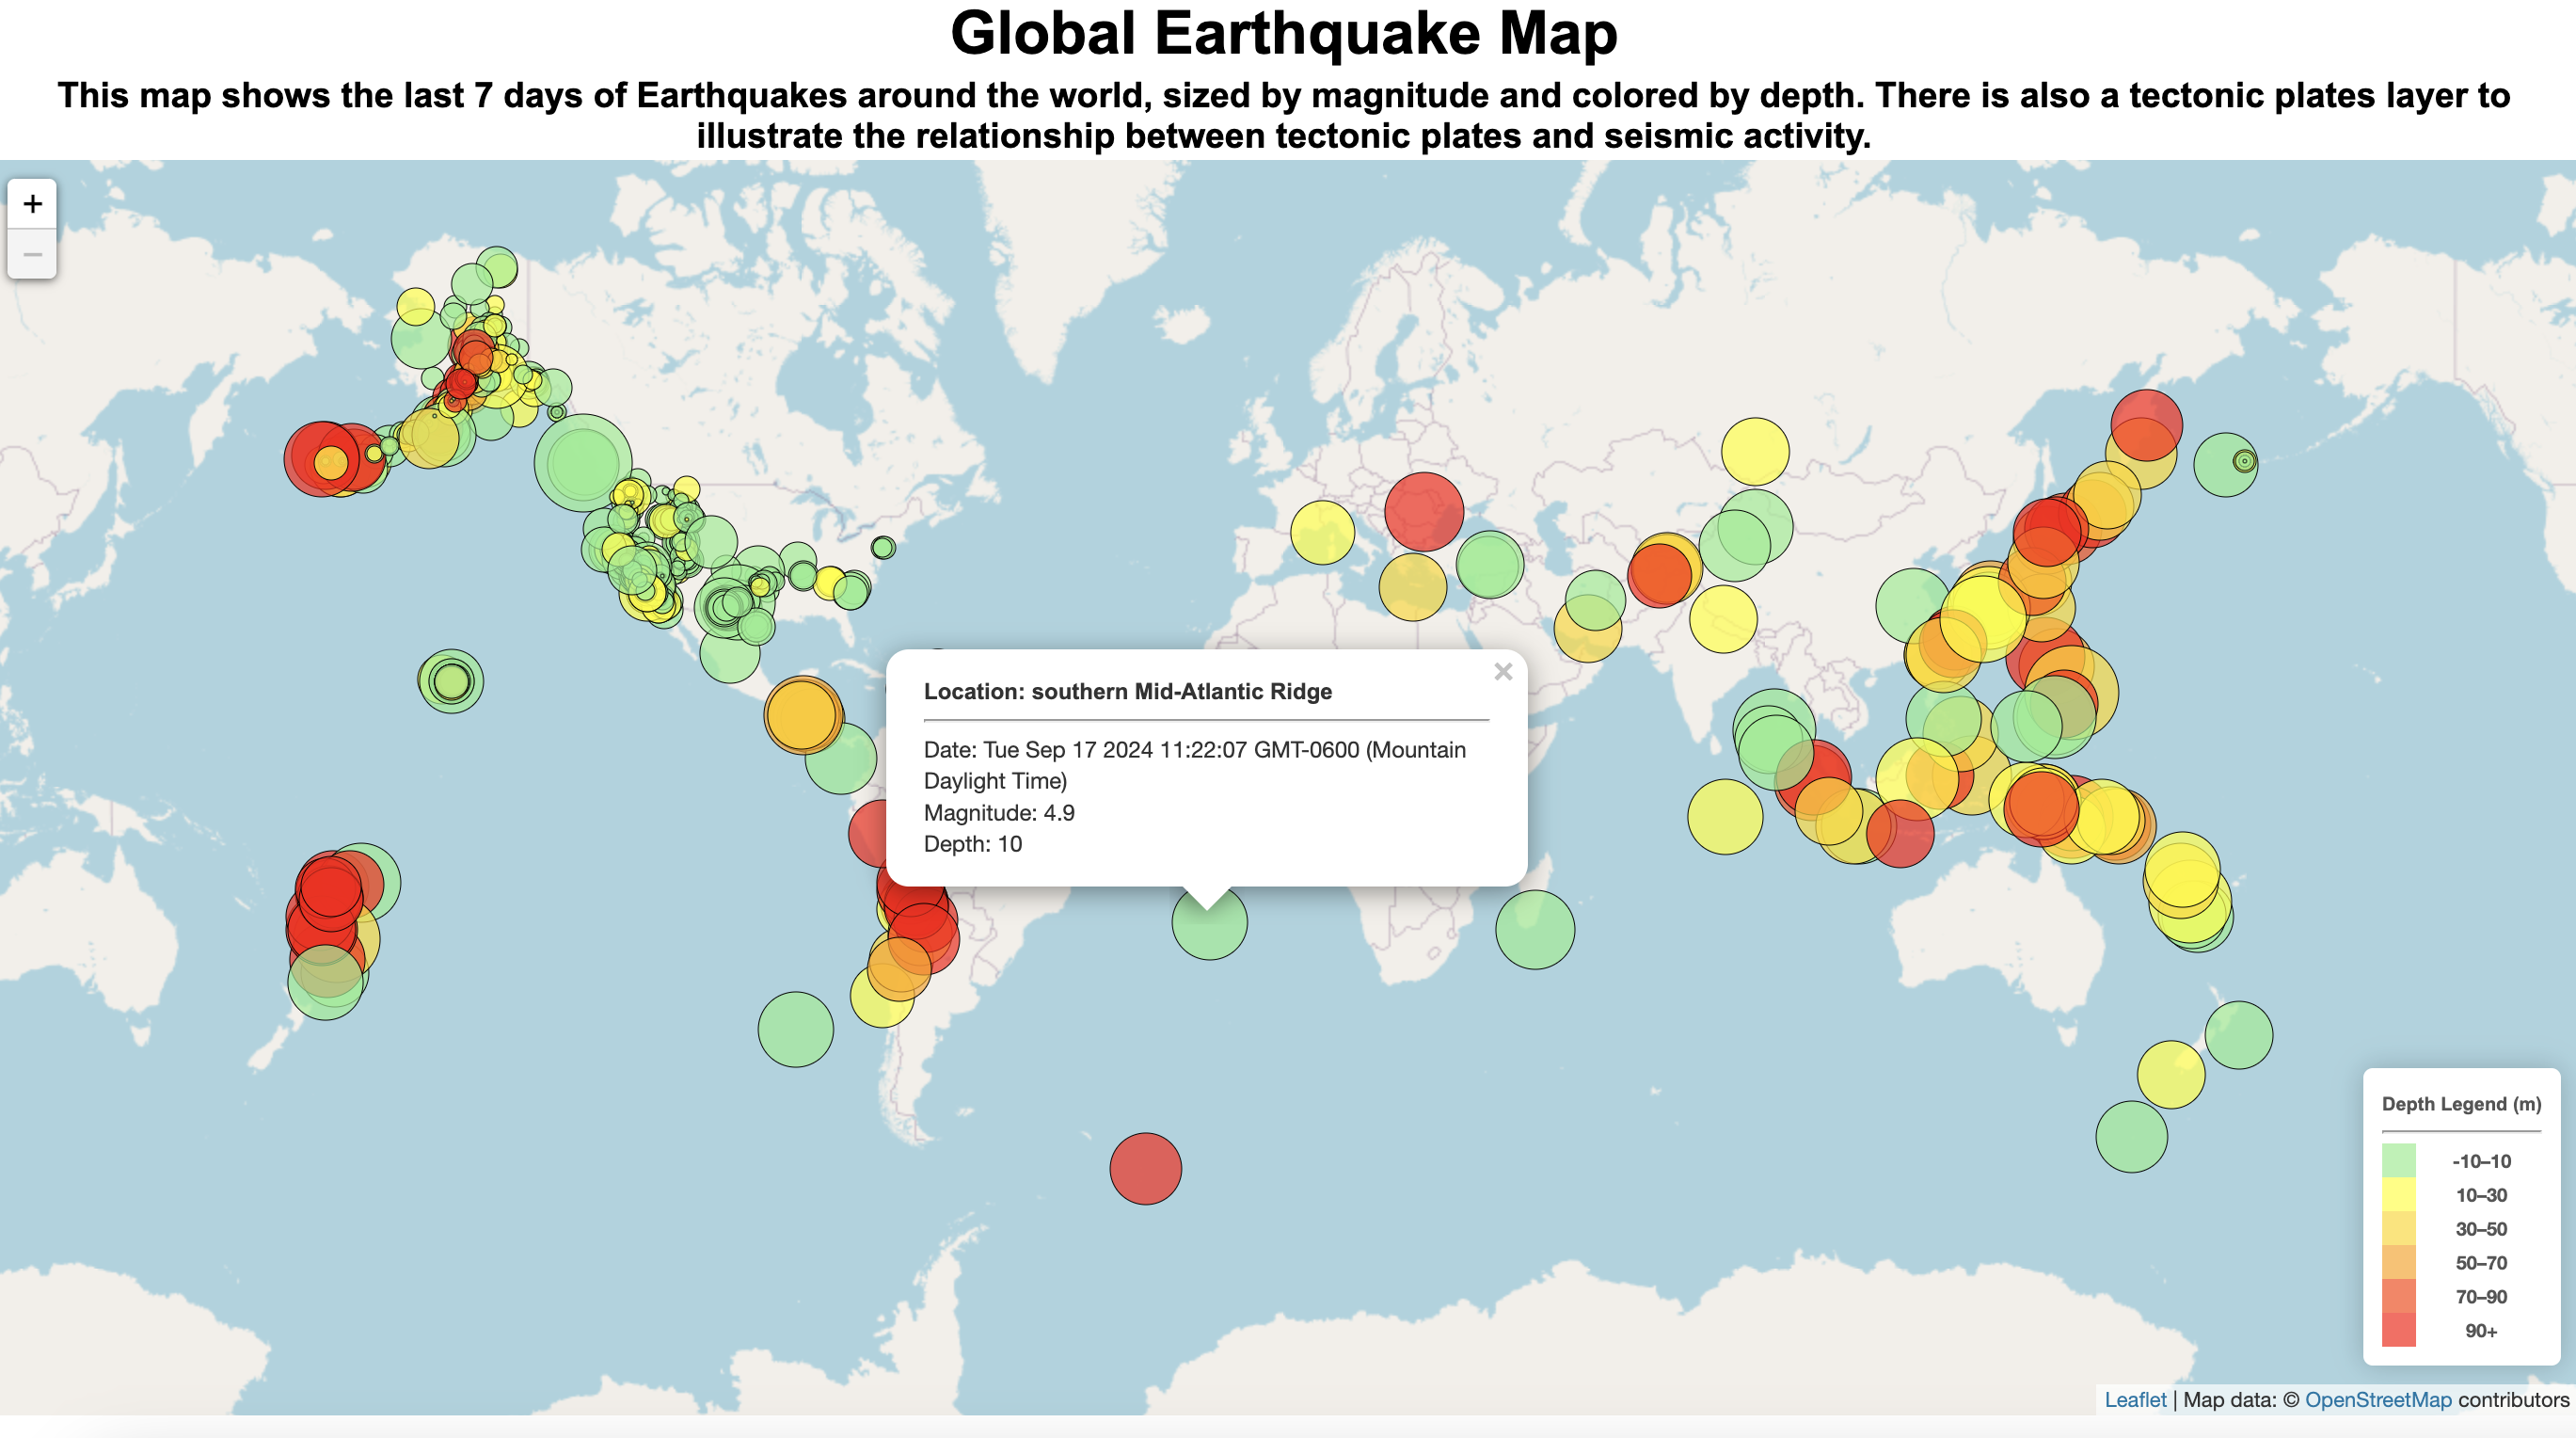 Global Earthquake Map
This map shows the last 7 days of Earthquakes around the world, sized by magnitude and colored by depth. There is also a tectonic plates layer to
illustrate the relationship between tectonic plates and seismic activity.
+
−
×
Location: southern Mid-Atlantic Ridge
Date: Tue Sep 17 2024 11:22:07 GMT-0600 (Mountain
Daylight Time)
Magnitude: 4.9
Depth: 10
Depth Legend (m)
-10–10
10–30
30–50
50–70
70–90
90+
Leaflet | Map data: © OpenStreetMap contributors